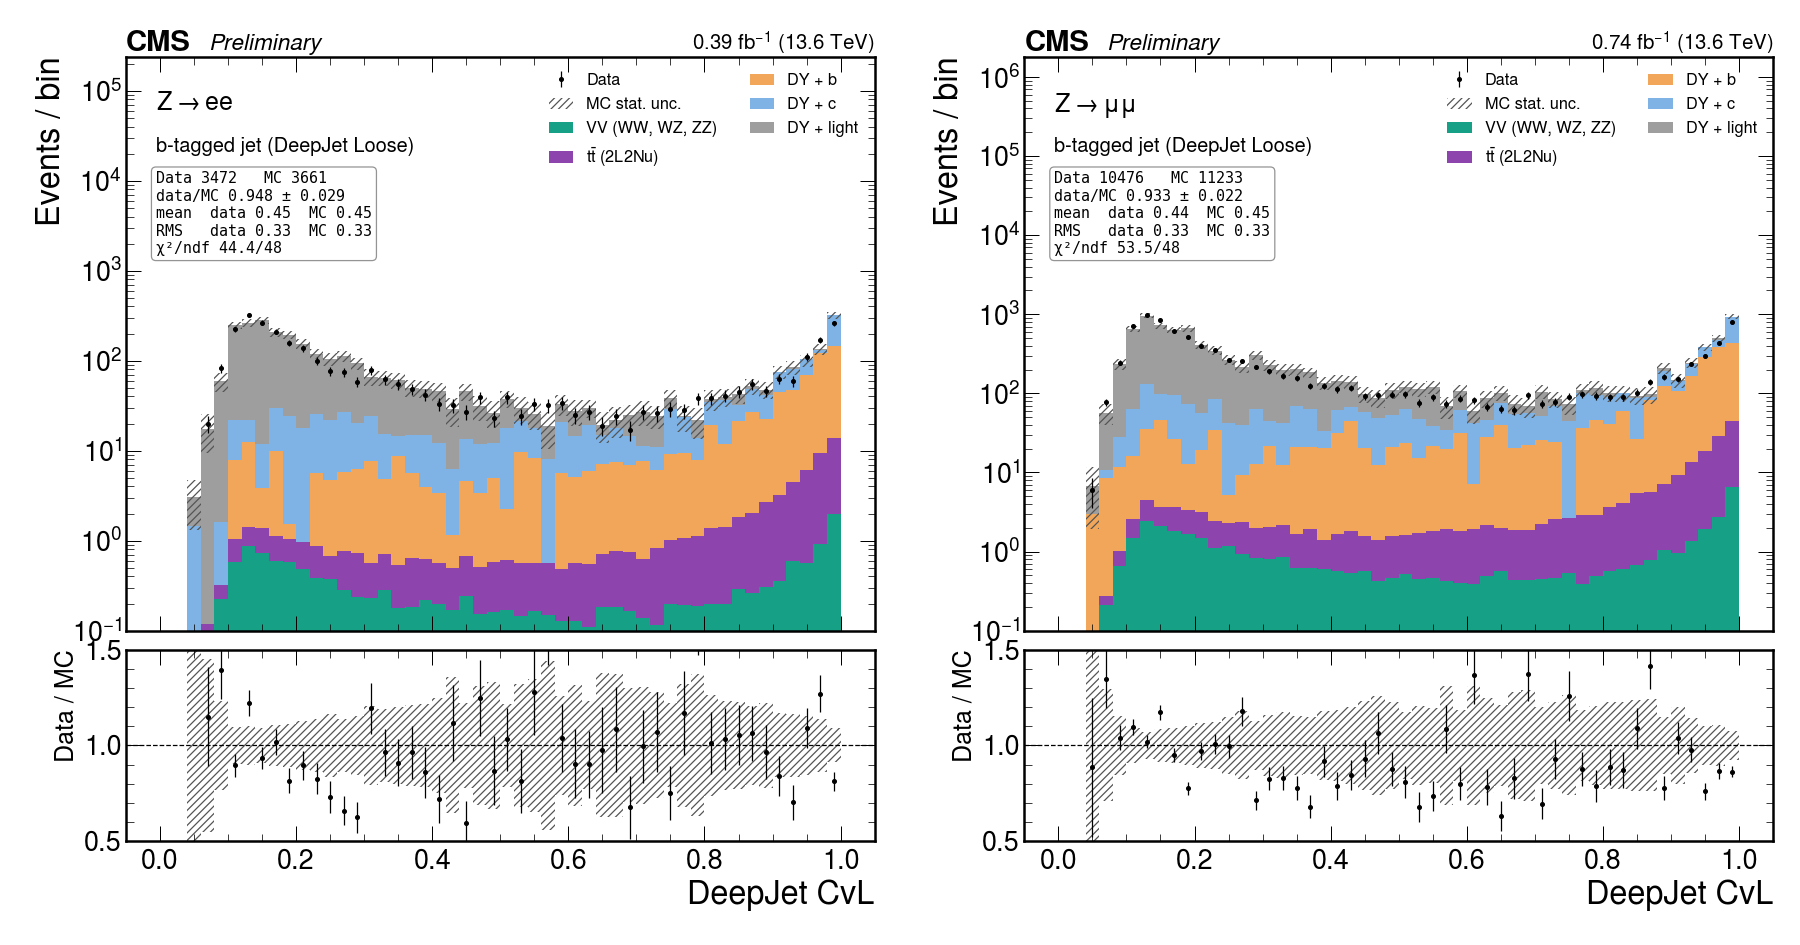 CMS Preliminary 0.39 fb⁻¹ (13.6 TeV)
Events / bin
10⁵
10⁴
10³
10²
10¹
10⁰
10⁻¹
Z → ee
b-tagged jet (DeepJet Loose)
Data 3472 MC 3661
data/MC 0.948 ± 0.029
mean data 0.45 MC 0.45
RMS data 0.33 MC 0.33
χ²/ndf 44.4/48
Data
MC stat. unc.
VV (WW, WZ, ZZ)
tt̄ (2L2Nu)
DY + b
DY + c
DY + light
Data / MC
1.5
1.0
0.5
0.0 0.2 0.4 0.6 0.8 1.0
DeepJet CvL
CMS Preliminary 0.74 fb⁻¹ (13.6 TeV)
Events / bin
10⁶
10⁵
10⁴
10³
10²
10¹
10⁰
10⁻¹
Z → μμ
b-tagged jet (DeepJet Loose)
Data 10476 MC 11233
data/MC 0.933 ± 0.022
mean data 0.44 MC 0.45
RMS data 0.33 MC 0.33
χ²/ndf 53.5/48
Data
MC stat. unc.
VV (WW, WZ, ZZ)
tt̄ (2L2Nu)
DY + b
DY + c
DY + light
Data / MC
1.5
1.0
0.5
0.0 0.2 0.4 0.6 0.8 1.0
DeepJet CvL